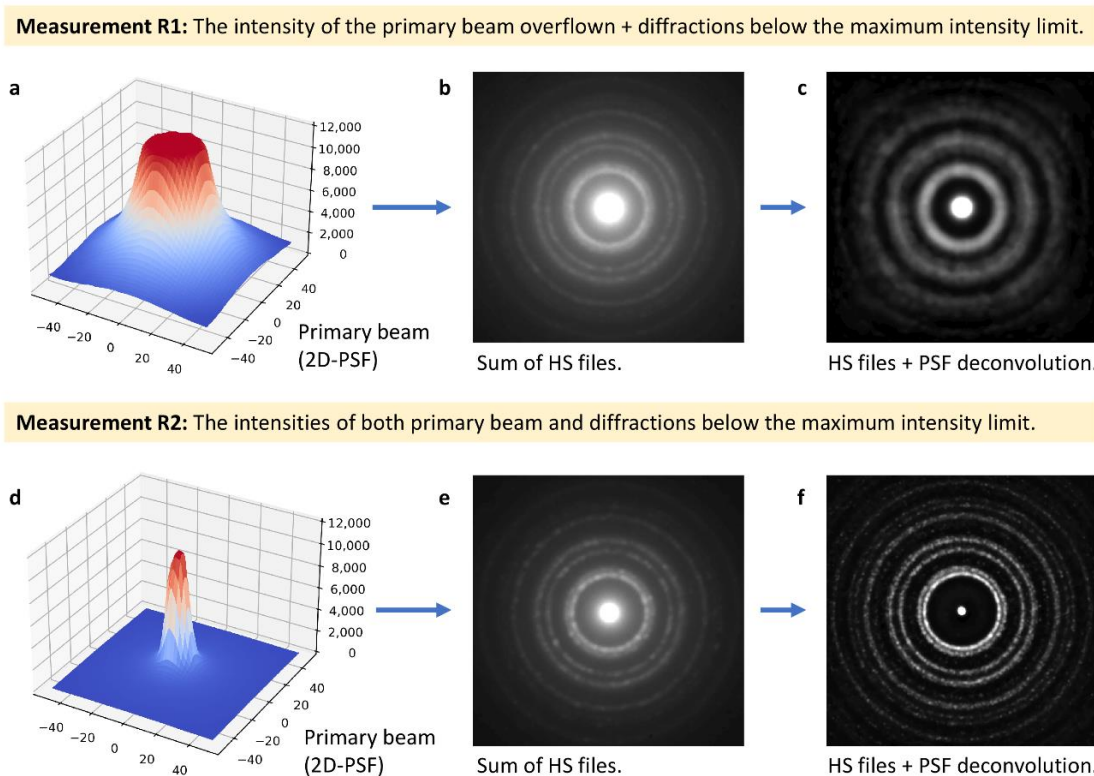 Measurement R1: The intensity of the primary beam overflown + diffractions below the maximum intensity limit.
a
b
c
12,000
10,000
8,000
6,000
4,000
2,000
0
−40
−20
0
20
40
40
20
0
−20
−40
Primary beam
(2D-PSF)
Sum of HS files.
HS files + PSF deconvolution.
Measurement R2: The intensities of both primary beam and diffractions below the maximum intensity limit.
d
e
f
12,000
10,000
8,000
6,000
4,000
2,000
0
−40
−20
0
20
40
40
20
0
−20
−40
Primary beam
(2D-PSF)
Sum of HS files.
HS files + PSF deconvolution.